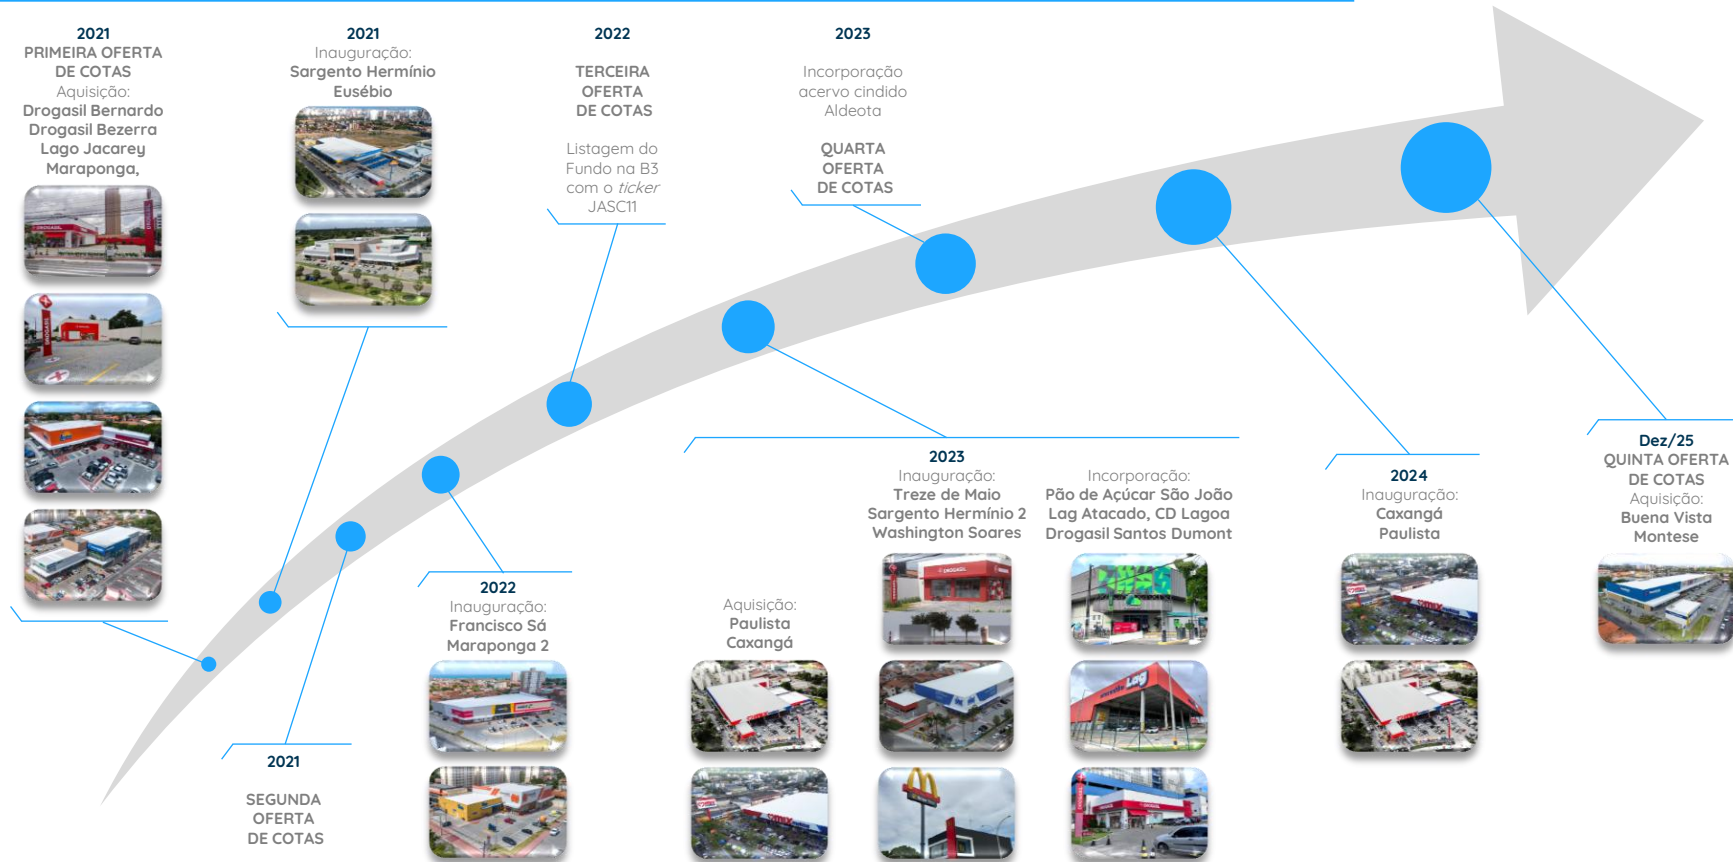 2021
PRIMEIRA OFERTA
DE COTAS
Aquisição:
Drogasil Bernardo
Drogasil Bezerra
Lago Jacarey
Maraponga,
2021
Inauguração:
Sargento Hermínio
Eusébio
2022
TERCEIRA
OFERTA
DE COTAS
Listagem do
Fundo na B3
com o ticker
JASC11
2023
Incorporação
acervo cindido
Aldeota
QUARTA
OFERTA
DE COTAS
2021
SEGUNDA
OFERTA
DE COTAS
2022
Inauguração:
Francisco Sá
Maraponga 2
2023
Aquisição:
Paulista
Caxangá
Inauguração:
Treze de Maio
Sargento Hermínio 2
Washington Soares
DROGASIL
Incorporação:
Pão de Açúcar São João
Lag Atacado, CD Lagoa
Drogasil Santos Dumont
Lag
2024
Inauguração:
Caxangá
Paulista
Dez/25
QUINTA OFERTA
DE COTAS
Aquisição:
Buena Vista
Montese